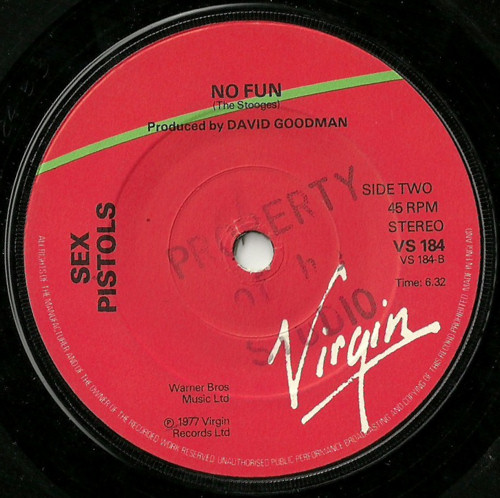 NO FUN
(The Stooges)
Produced by DAVID GOODMAN
SEX
PISTOLS
SIDE TWO
45 RPM
STEREO
VS 184
VS 184-B
Time: 6.32
PROPERTY
STUDIO
Virgin
Warner Bros
Music Ltd
℗ 1977 Virgin
Records Ltd
ALL RIGHTS OF THE MANUFACTURER AND OF THE OWNER OF THE RECORDED WORK RESERVED. UNAUTHORISED PUBLIC PERFORMANCE BROADCASTING AND COPYING OF THIS RECORD PROHIBITED. MADE IN ENGLAND